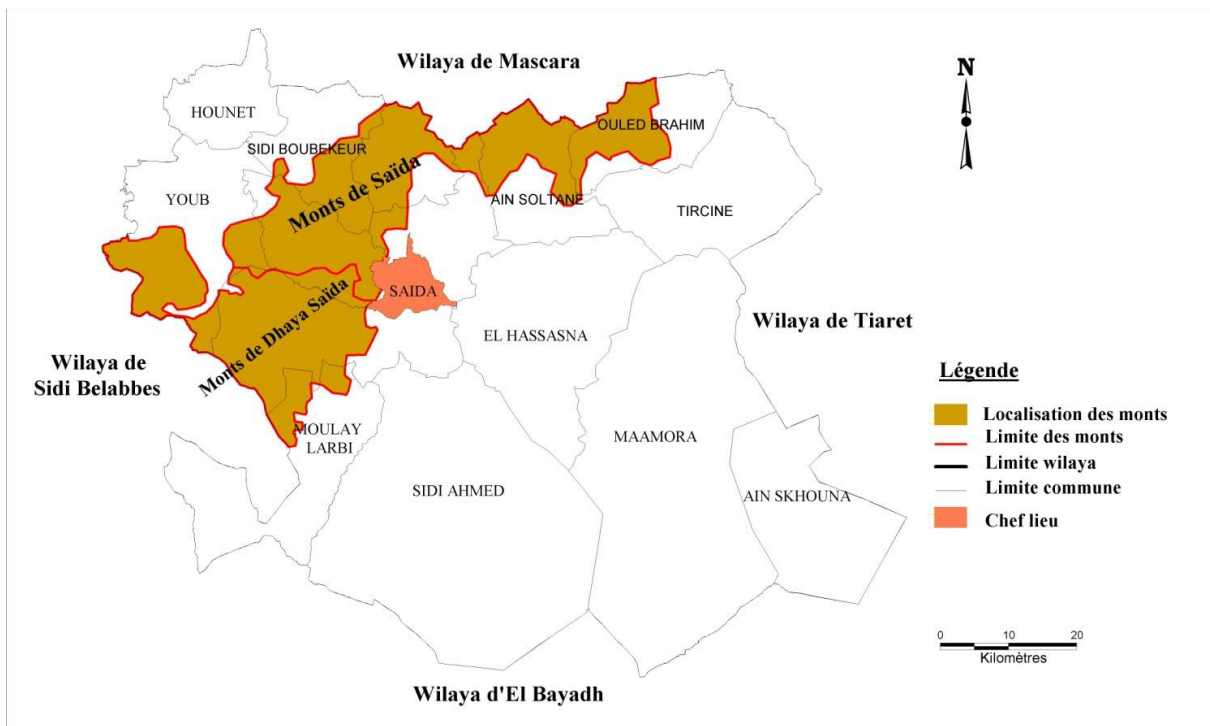 Wilaya de Mascara
N
HOUNET
OULED BRAHIM
SIDI BOUBEKEUR
Monts de Saïda
YOUB
AIN SOLTANE
TIRCINE
SAIDA
Monts de Dhaya Saïda
EL HASSASNA
Wilaya de Tiaret
Wilaya de
Sidi Belabbes
MOULAY
LARBI
MAAMORA
SIDI AHMED
AIN SKHOUNA
Légende
Localisation des monts
Limite des monts
Limite wilaya
Limite commune
Chef lieu
0 10 20
Kilomètres
Wilaya d'El Bayadh